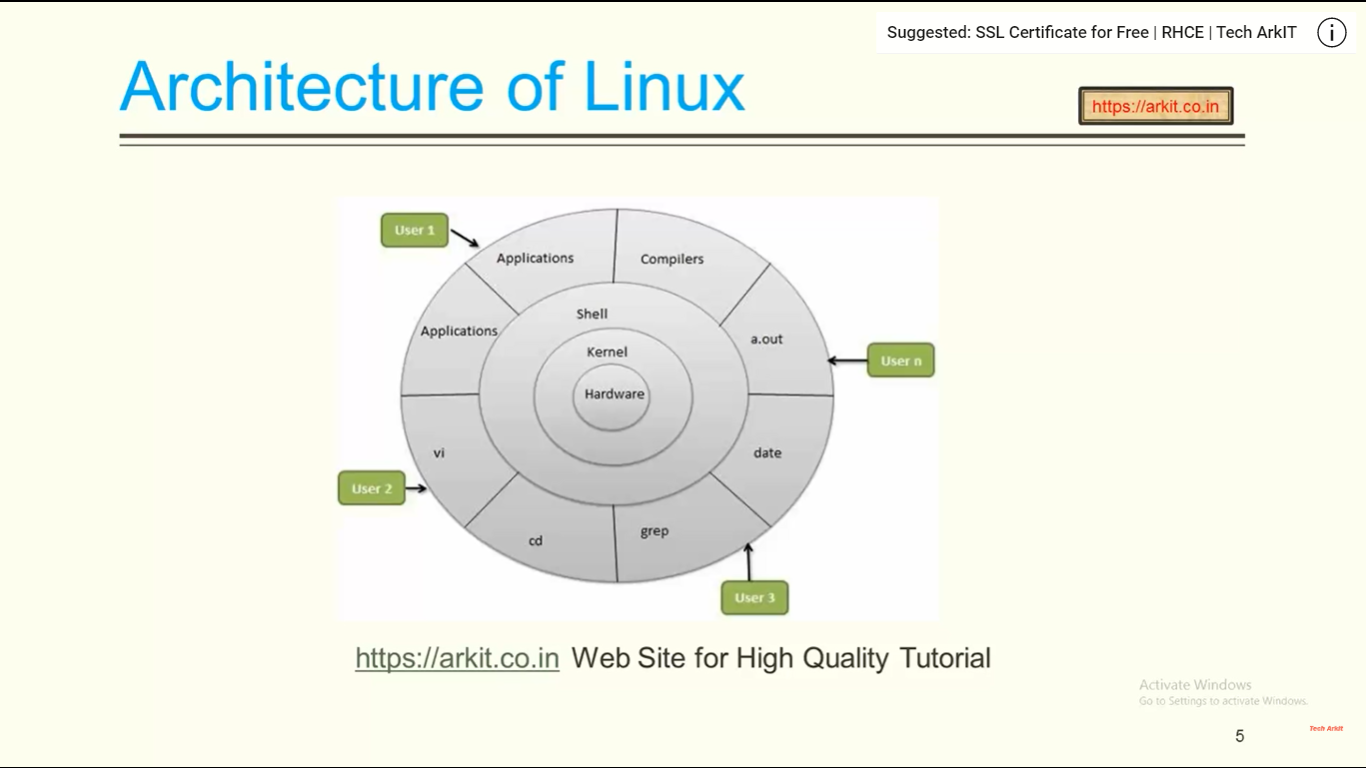 Suggested: SSL Certificate for Free | RHCE | Tech ArkIT
Architecture of Linux
https://arkit.co.in
User 1
Applications
Compilers
Shell
Applications
a.out
Kernel
User n
Hardware
vi
date
User 2
grep
cd
User 3
https://arkit.co.in Web Site for High Quality Tutorial
Activate Windows
Go to Settings to activate Windows.
Tech Arkit
5